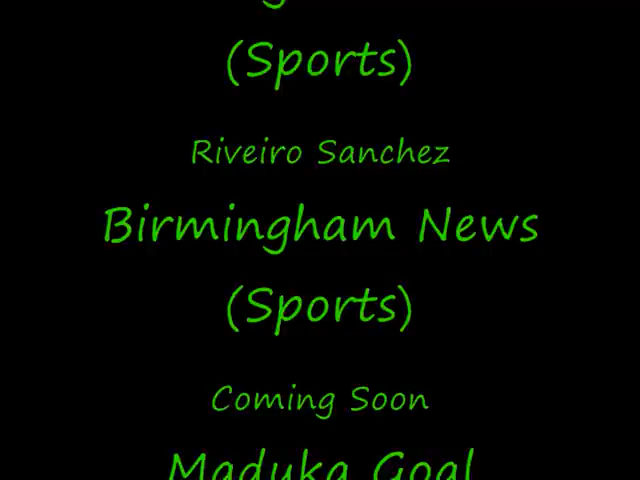 (Sports)
Riveiro Sanchez
Birmingham News
(Sports)
Coming Soon
Maduka Goal